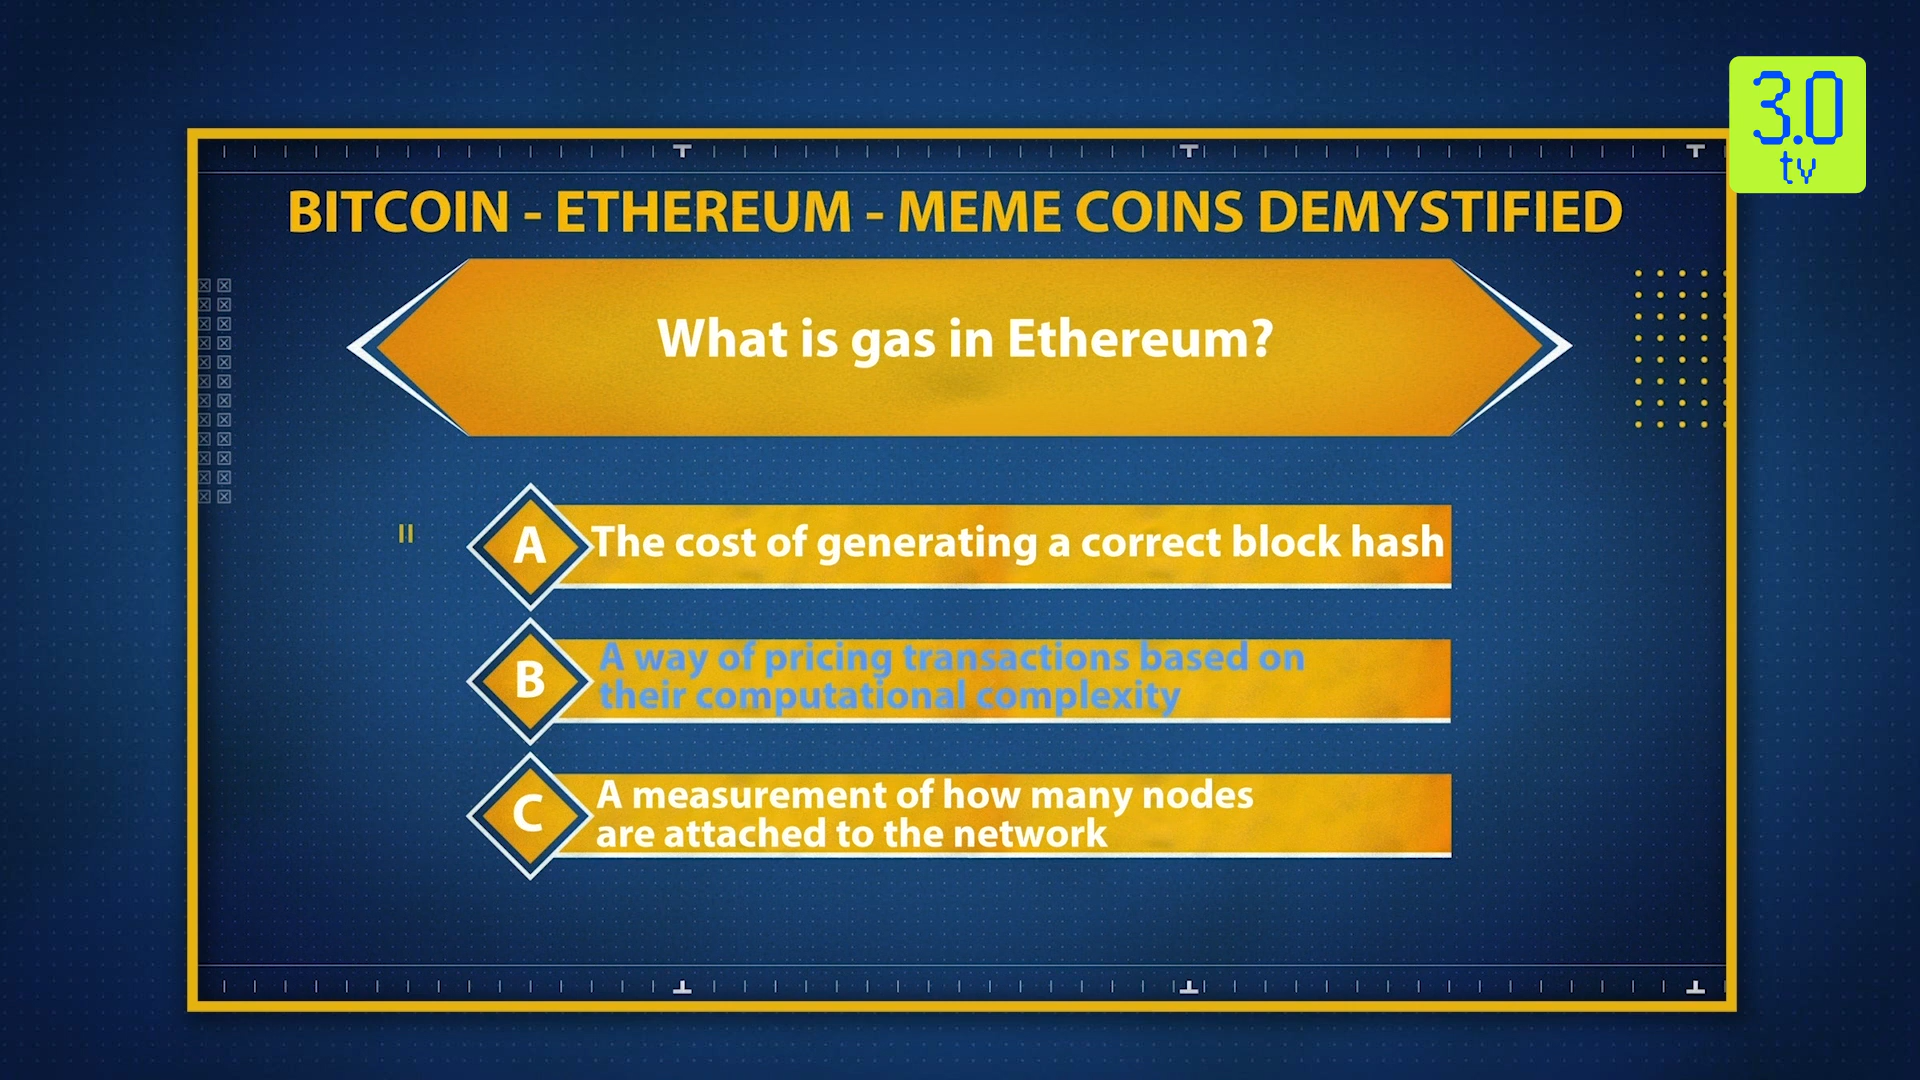 3.0
tv
BITCOIN - ETHEREUM - MEME COINS DEMYSTIFIED
What is gas in Ethereum?
A The cost of generating a correct block hash
B A way of pricing transactions based on
their computational complexity
C A measurement of how many nodes
are attached to the network